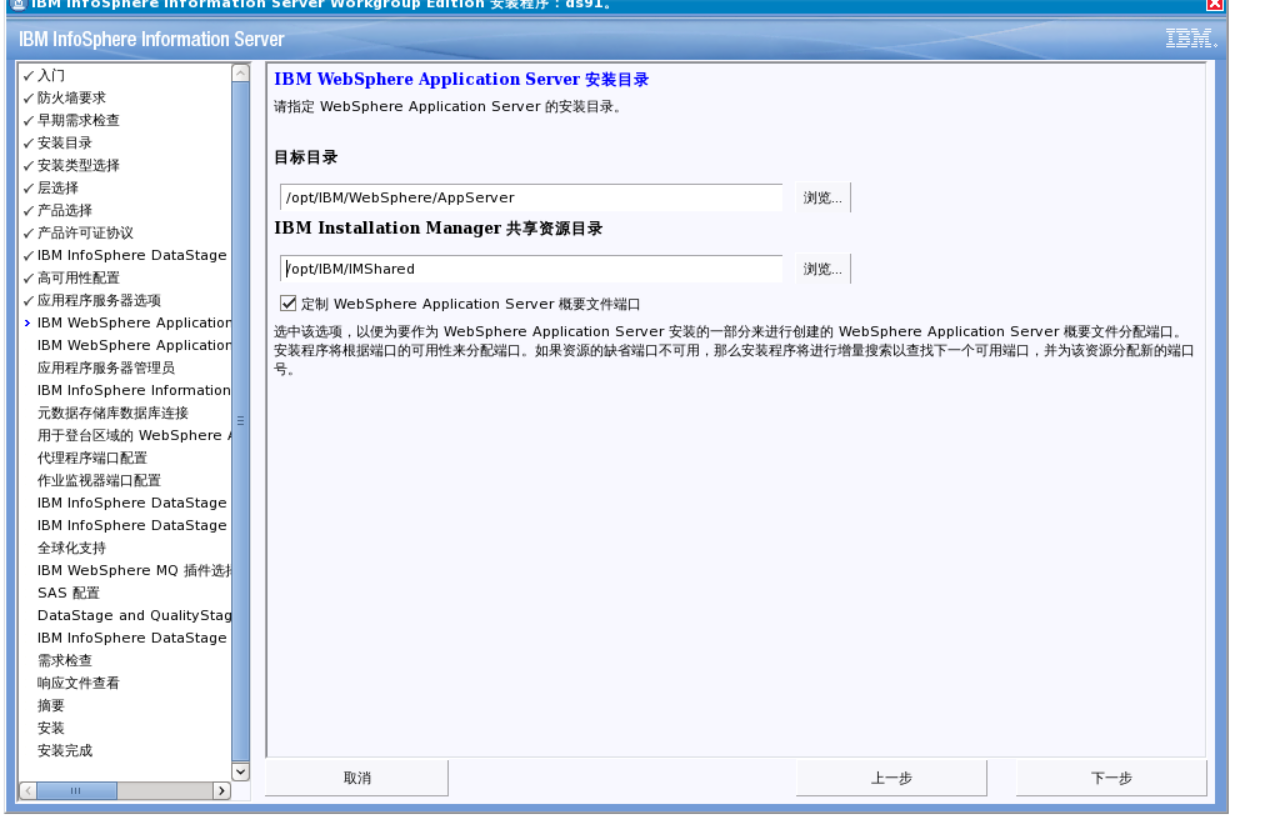 IBM InfoSphere Information Server Workgroup Edition 安装程序：ds91。
IBM InfoSphere Information Server
IBM.
入门
防火墙要求
早期需求检查
安装目录
安装类型选择
层选择
产品选择
产品许可证协议
IBM InfoSphere DataStage
高可用性配置
应用程序服务器选项
IBM WebSphere Application
IBM WebSphere Application
应用程序服务器管理员
IBM InfoSphere Information
元数据存储库数据库连接
用于登台区域的 WebSphere A
代理程序端口配置
作业监视器端口配置
IBM InfoSphere DataStage
IBM InfoSphere DataStage
全球化支持
IBM WebSphere MQ 插件选择
SAS 配置
DataStage and QualityStag
IBM InfoSphere DataStage
需求检查
响应文件查看
摘要
安装
安装完成
IBM WebSphere Application Server 安装目录
请指定 WebSphere Application Server 的安装目录。
目标目录
/opt/IBM/WebSphere/AppServer
浏览...
IBM Installation Manager 共享资源目录
/opt/IBM/IMShared
浏览...
定制 WebSphere Application Server 概要文件端口
选中该选项，以便为要作为 WebSphere Application Server 安装的一部分来进行创建的 WebSphere Application Server 概要文件分配端口。
安装程序将根据端口的可用性来分配端口。如果资源的缺省端口不可用，那么安装程序将进行增量搜索以查找下一个可用端口，并为该资源分配新的端口
号。
取消
上一步
下一步